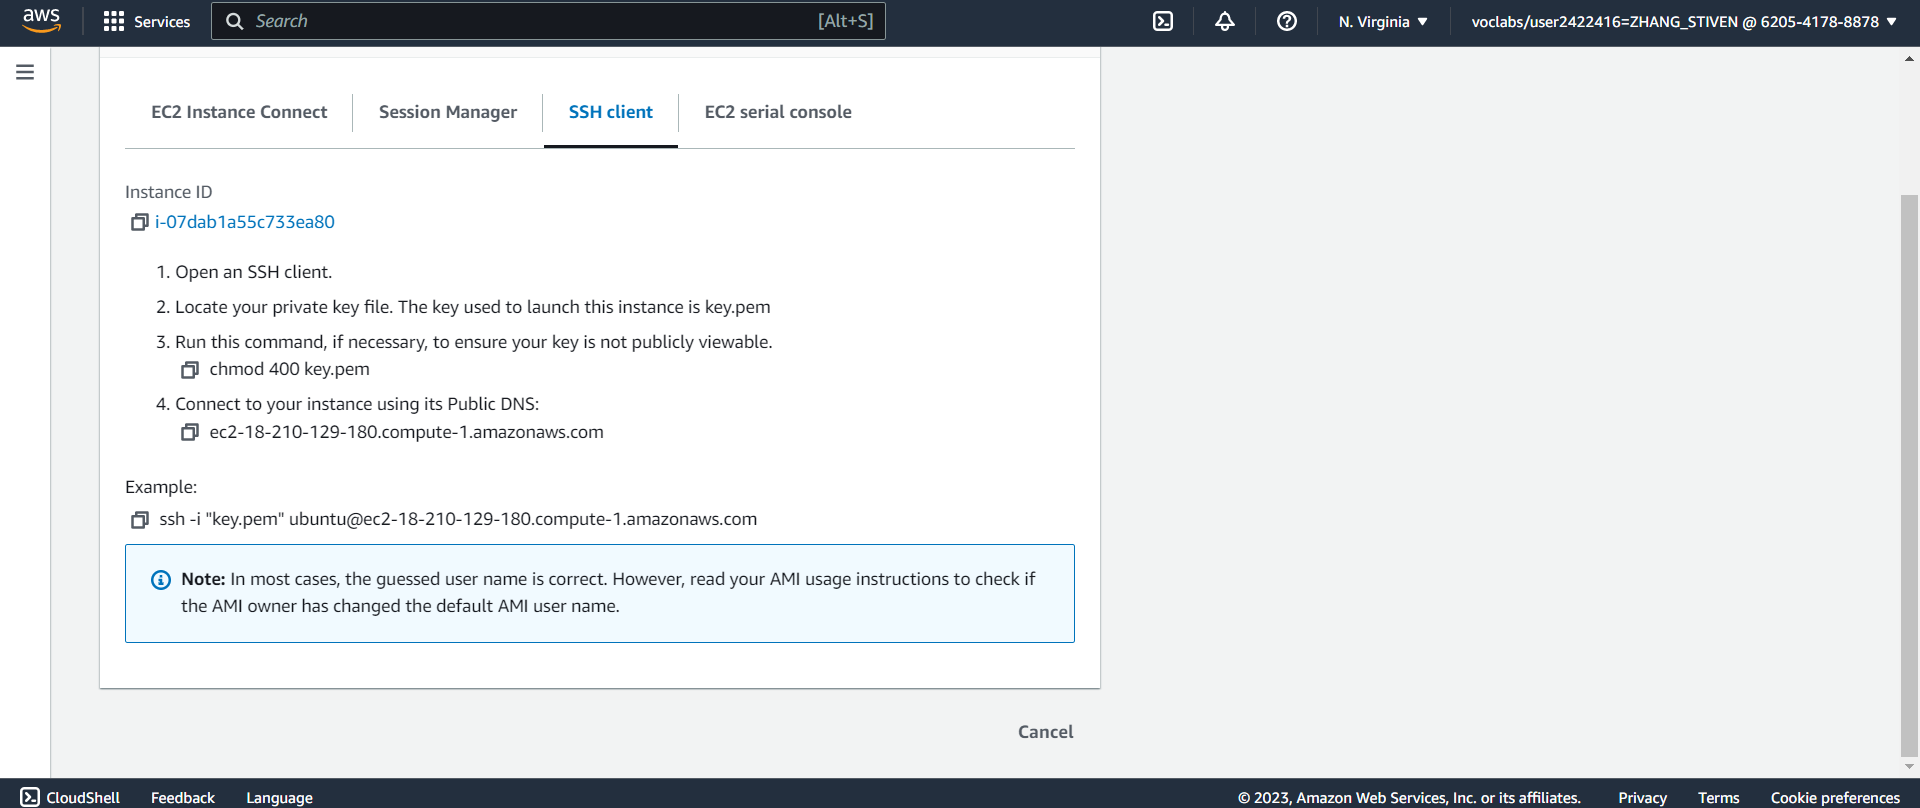 aws
Services
Search
[Alt+S]
N. Virginia
voclabs/user2422416=ZHANG_STIVEN @ 6205-4178-8878
EC2 Instance Connect
Session Manager
SSH client
EC2 serial console
Instance ID
i-07dab1a55c733ea80
1. Open an SSH client.
2. Locate your private key file. The key used to launch this instance is key.pem
3. Run this command, if necessary, to ensure your key is not publicly viewable.
chmod 400 key.pem
4. Connect to your instance using its Public DNS:
ec2-18-210-129-180.compute-1.amazonaws.com
Example:
ssh -i "key.pem" ubuntu@ec2-18-210-129-180.compute-1.amazonaws.com
Note: In most cases, the guessed user name is correct. However, read your AMI usage instructions to check if
the AMI owner has changed the default AMI user name.
Cancel
CloudShell
Feedback
Language
© 2023, Amazon Web Services, Inc. or its affiliates.
Privacy
Terms
Cookie preferences